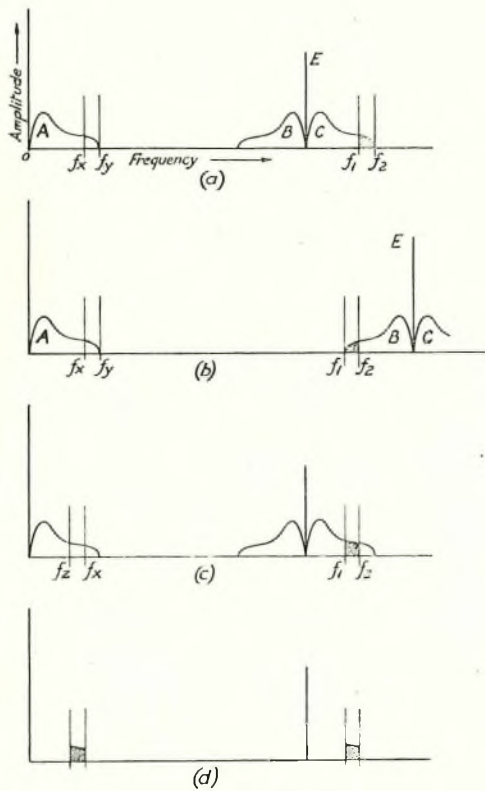 Amplitude
E
A
B
C
o
fx
fy
Frequency
f1
f2
(a)
E
A
B
C
fx
fy
f1
f2
(b)
fz
fx
f1
f2
(c)
(d)